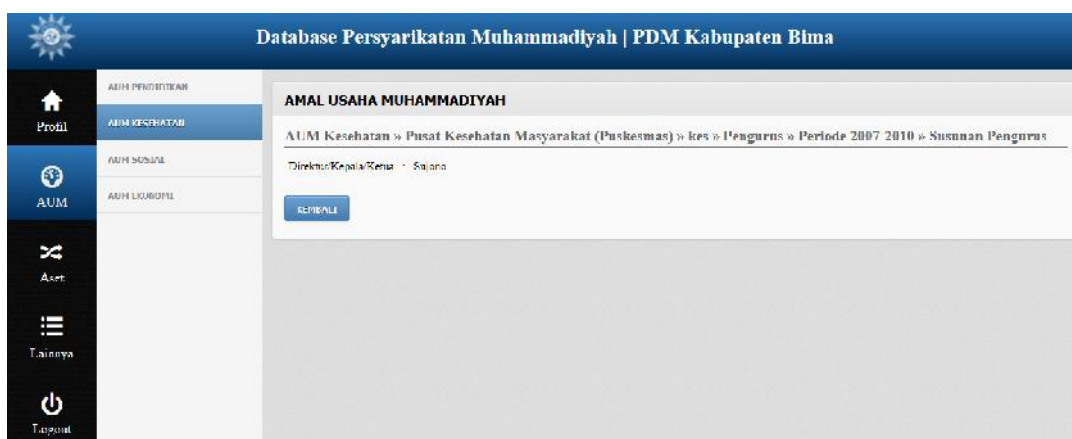 Database Persyarikatan Muhammadiyah | PDM Kabupaten Bima
Profil
AUM
Aset
Lainnya
Logout
AUM PENDIDIKAN
AUM KESEHATAN
AUM SOSIAL
AUM EKONOMI
AMAL USAHA MUHAMMADIYAH
AUM Kesehatan » Pusat Kesehatan Masyarakat (Puskesmas) » kes » Pengurus » Periode 2007-2010 » Susunan Pengurus
Direktur/Kepala/Ketua : Sujono
KEMBALI